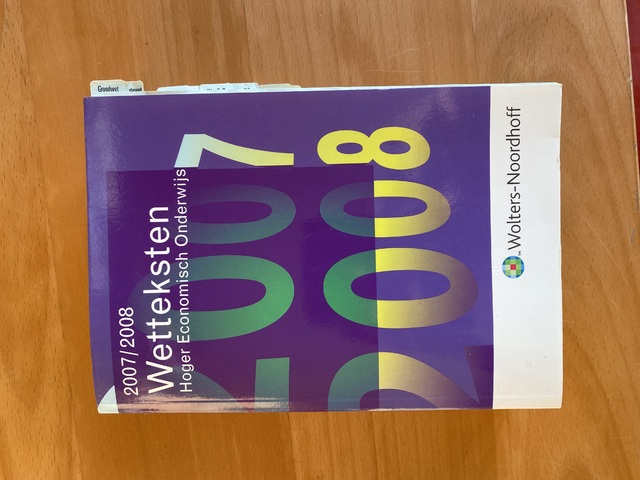 Grondwet
2007/2008
Wetteksten
Hoger Economisch Onderwijs
2007
2008
Wolters-Noordhoff